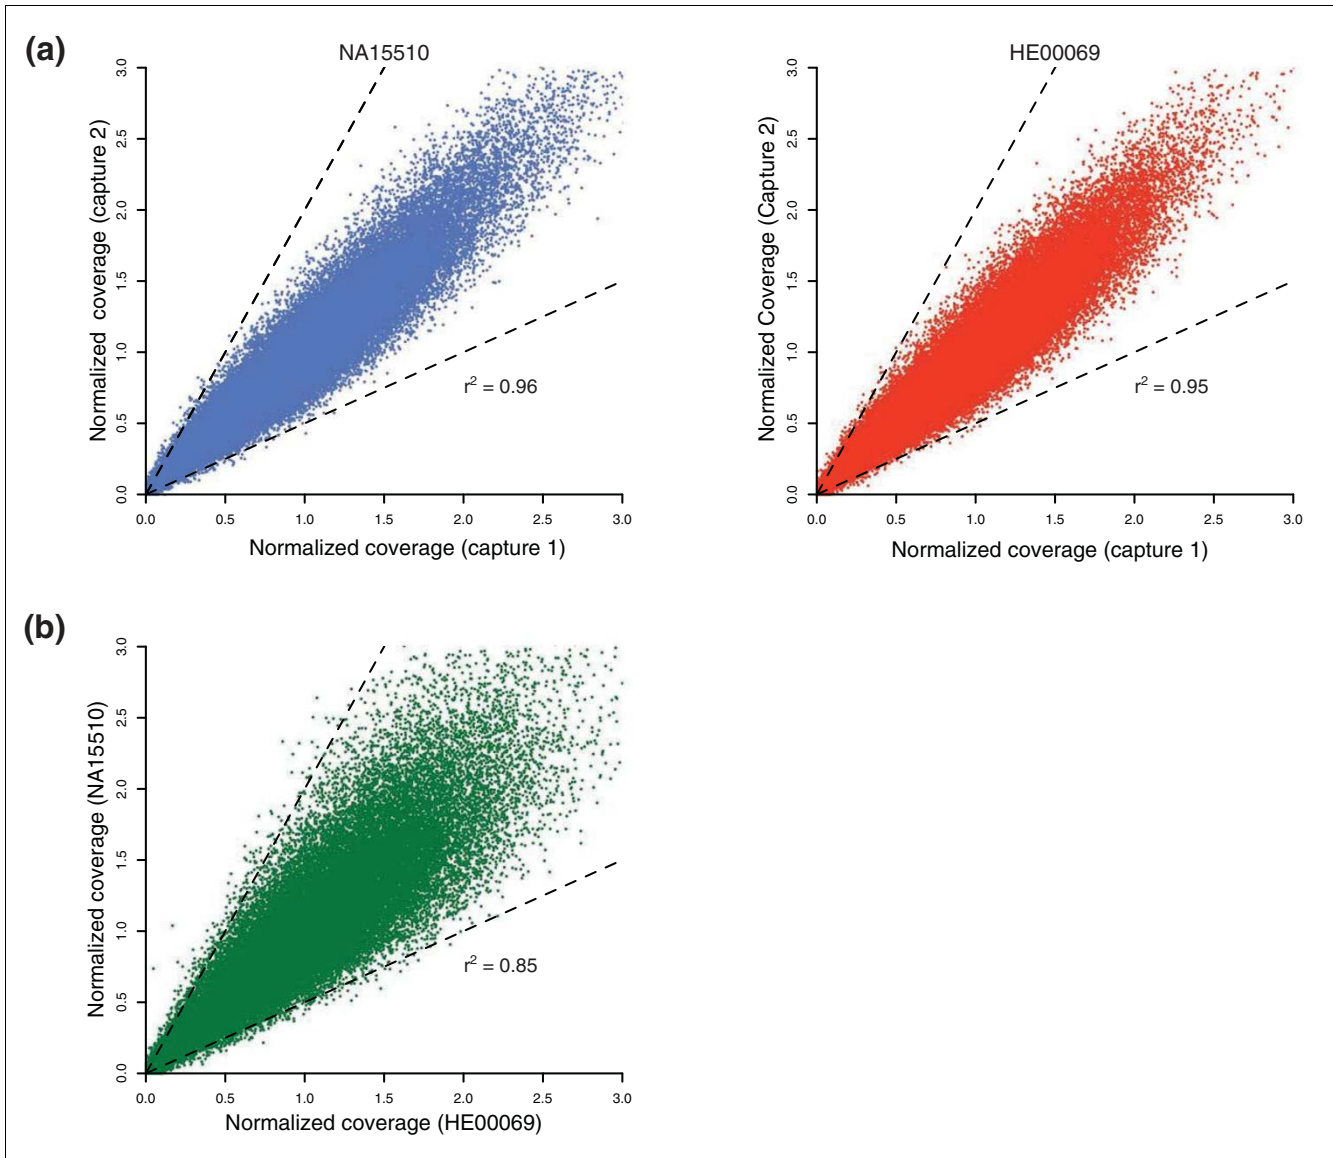 (a)
NA15510
Normalized coverage (capture 2)
3.0
2.5
2.0
1.5
1.0
0.5
0.0
r² = 0.96
0.0 0.5 1.0 1.5 2.0 2.5 3.0
Normalized coverage (capture 1)
HE00069
Normalized Coverage (Capture 2)
3.0
2.5
2.0
1.5
1.0
0.5
0.0
r² = 0.95
0.0 0.5 1.0 1.5 2.0 2.5 3.0
Normalized coverage (capture 1)
(b)
Normalized coverage (NA15510)
3.0
2.5
2.0
1.5
1.0
0.5
0.0
r² = 0.85
0.0 0.5 1.0 1.5 2.0 2.5 3.0
Normalized coverage (HE00069)